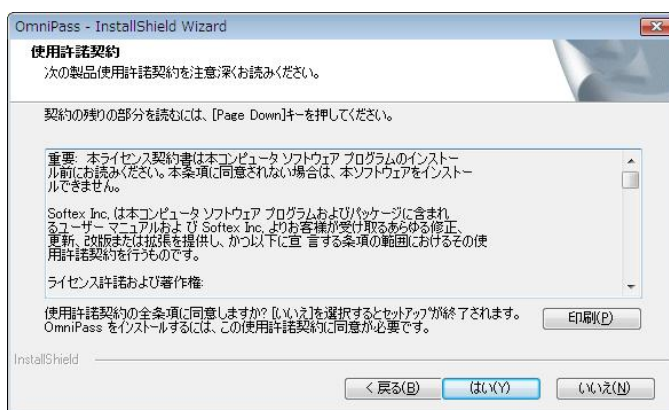 OmniPass - InstallShield Wizard
使用許諾契約
次の製品使用許諾契約を注意深くお読みください。
契約の残りの部分を読むには、[Page Down]キーを押してください。
重要: 本ライセンス契約書は本コンピュータ ソフトウェア プログラムのインストー
ル前にお読みください。本条項に同意されない場合は、本ソフトウェアをインストー
ルできません。
Softex Inc. は本コンピュータ ソフトウェア プログラムおよびパッケージに含まれ
るユーザー マニュアルおよ び Softex Inc. よりお客様が受け取るあらゆる修正、
更新、改版または拡張を提供し、かつ以下に宣 言する条項の範囲におけるその使
用許諾契約を行うものです。
ライセンス許諾および著作権:
使用許諾契約の全条項に同意しますか? [いいえ]を選択するとセットアップが終了されます。
OmniPass をインストールするには、この使用許諾契約に同意が必要です。
印刷(P)
InstallShield
< 戻る(B)
はい(Y)
いいえ(N)